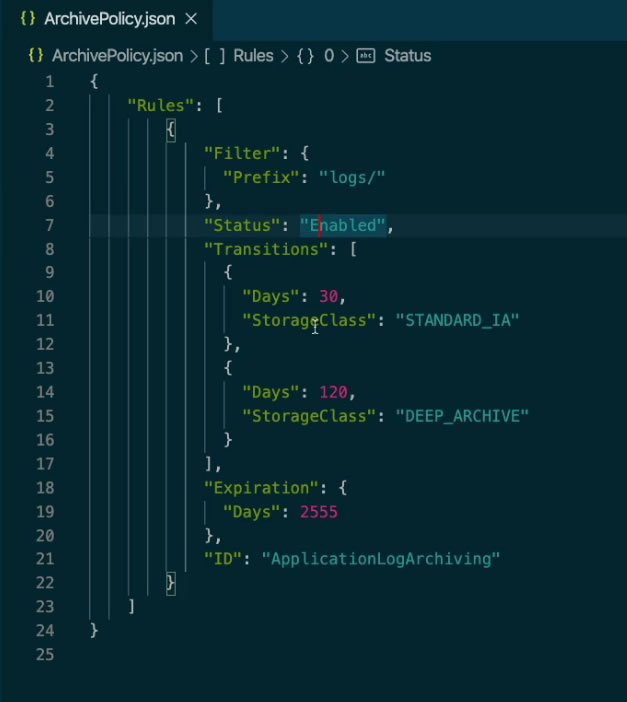 {} ArchivePolicy.json ×
{} ArchivePolicy.json > [ ] Rules > {} 0 > abc Status
1 {
2 "Rules": [
3 {
4 "Filter": {
5 "Prefix": "logs/"
6 },
7 "Status": "Enabled",
8 "Transitions": [
9 {
10 "Days": 30,
11 "StorageClass": "STANDARD_IA"
12 },
13 {
14 "Days": 120,
15 "StorageClass": "DEEP_ARCHIVE"
16 }
17 ],
18 "Expiration": {
19 "Days": 2555
20 },
21 "ID": "ApplicationLogArchiving"
22 }
23 ]
24 }
25